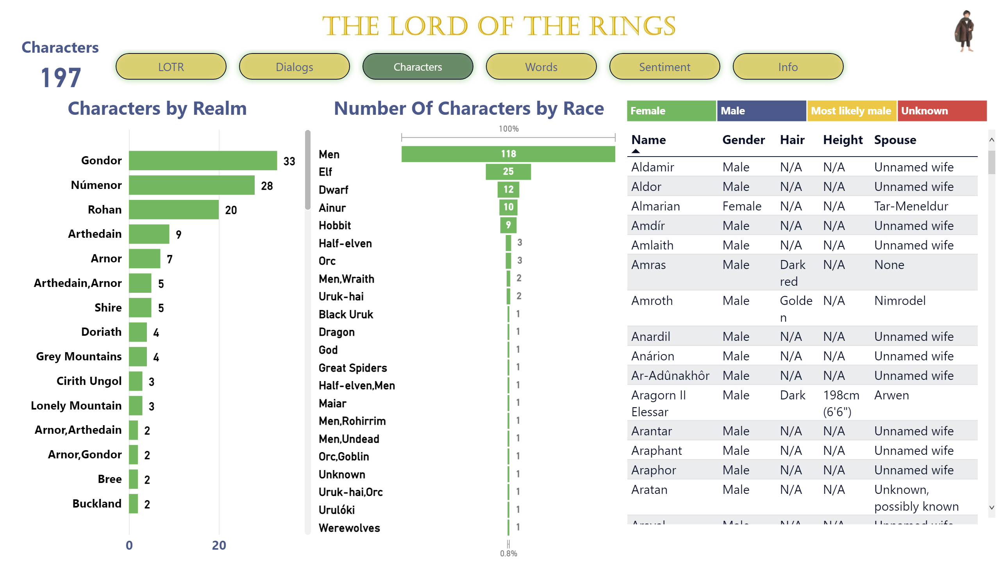 THE LORD OF THE RINGS
Characters
197
LOTR
Dialogs
Characters
Words
Sentiment
Info
Characters by Realm
Gondor 33
Númenor 28
Rohan 20
Arthedain 9
Arnor 7
Arthedain,Arnor 5
Shire 5
Doriath 4
Grey Mountains 4
Cirith Ungol 3
Lonely Mountain 3
Arnor,Arthedain 2
Arnor,Gondor 2
Bree 2
Buckland 2
0 20
Number Of Characters by Race
100%
Men 118
Elf 25
Dwarf 12
Ainur 10
Hobbit 9
Half-elven 3
Orc 3
Men,Wraith 2
Uruk-hai 2
Black Uruk 1
Dragon 1
God 1
Great Spiders 1
Half-elven,Men 1
Maiar 1
Men,Rohirrim 1
Men,Undead 1
Orc,Goblin 1
Unknown 1
Uruk-hai,Orc 1
Urulóki 1
Werewolves 1
0.8%
Female Male Most likely male Unknown
Name Gender Hair Height Spouse
Aldamir Male N/A N/A Unnamed wife
Aldor Male N/A N/A Unnamed wife
Almarian Female N/A N/A Tar-Meneldur
Amdír Male N/A N/A Unnamed wife
Amlaith Male N/A N/A Unnamed wife
Amras Male Dark N/A None
red
Amroth Male Golde N/A Nimrodel
n
Anardil Male N/A N/A Unnamed wife
Anárion Male N/A N/A Unnamed wife
Ar-Adûnakhôr Male N/A N/A Unnamed wife
Aragorn II Male Dark 198cm Arwen
Elessar (6'6")
Arantar Male N/A N/A Unnamed wife
Araphant Male N/A N/A Unnamed wife
Araphor Male N/A N/A Unnamed wife
Aratan Male N/A N/A Unknown,
possibly known
Male N/A N/A Unnamed wife